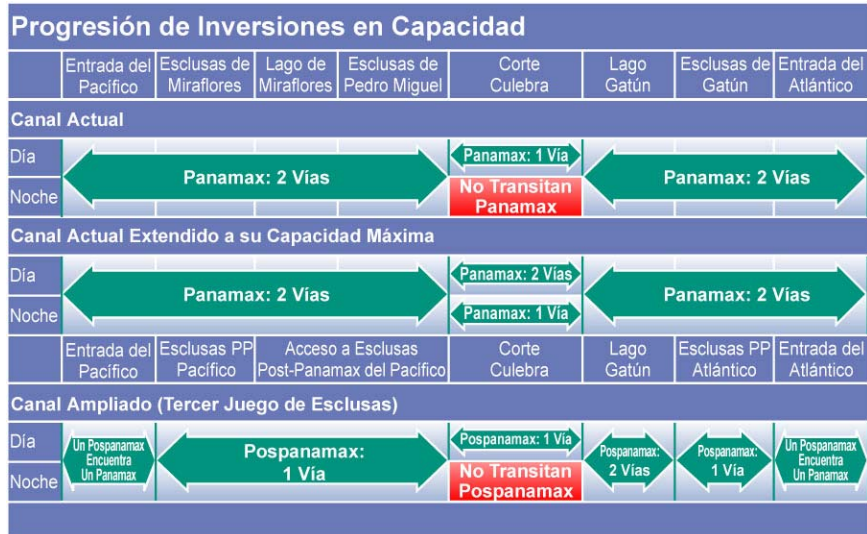 Progresión de Inversiones en Capacidad
Entrada del Pacífico Esclusas de Miraflores Lago de Miraflores Esclusas de Pedro Miguel Corte Culebra Lago Gatún Esclusas de Gatún Entrada del Atlántico
Canal Actual
Día
Noche
Panamax: 2 Vías
Panamax: 1 Vía
No Transitan
Panamax
Panamax: 2 Vías
Canal Actual Extendido a su Capacidad Máxima
Día
Noche
Panamax: 2 Vías
Panamax: 2 Vías
Panamax: 1 Vía
Panamax: 2 Vías
Entrada del Pacífico Esclusas PP Pacífico Acceso a Esclusas Post-Panamax del Pacífico Corte Culebra Lago Gatún Esclusas PP Atlántico Entrada del Atlántico
Canal Ampliado (Tercer Juego de Esclusas)
Día
Noche
Un Pospanamax
Encuentra
Un Panamax
Pospanamax:
1 Vía
Pospanamax: 1 Vía
No Transitan
Pospanamax
Pospanamax:
2 Vías
Pospanamax:
1 Vía
Un Pospanamax
Encuentra
Un Panamax